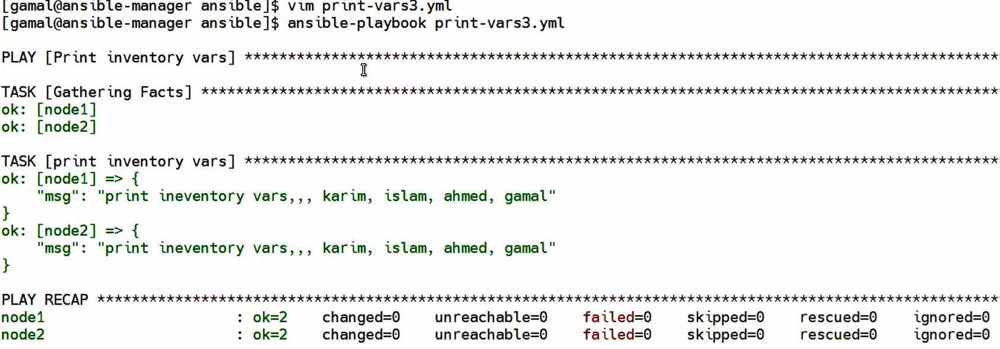 [gamal@ansible-manager ansible]$ vim print-vars3.yml
[gamal@ansible-manager ansible]$ ansible-playbook print-vars3.yml
PLAY [Print inventory vars] ***************************************************************************************
TASK [Gathering Facts] ********************************************************************************************
ok: [node1]
ok: [node2]
TASK [print inventory vars] ***************************************************************************************
ok: [node1] => {
    "msg": "print ineventory vars,,, karim, islam, ahmed, gamal"
}
ok: [node2] => {
    "msg": "print ineventory vars,,, karim, islam, ahmed, gamal"
}
PLAY RECAP ********************************************************************************************************
node1                      : ok=2    changed=0    unreachable=0    failed=0    skipped=0    rescued=0    ignored=0
node2                      : ok=2    changed=0    unreachable=0    failed=0    skipped=0    rescued=0    ignored=0